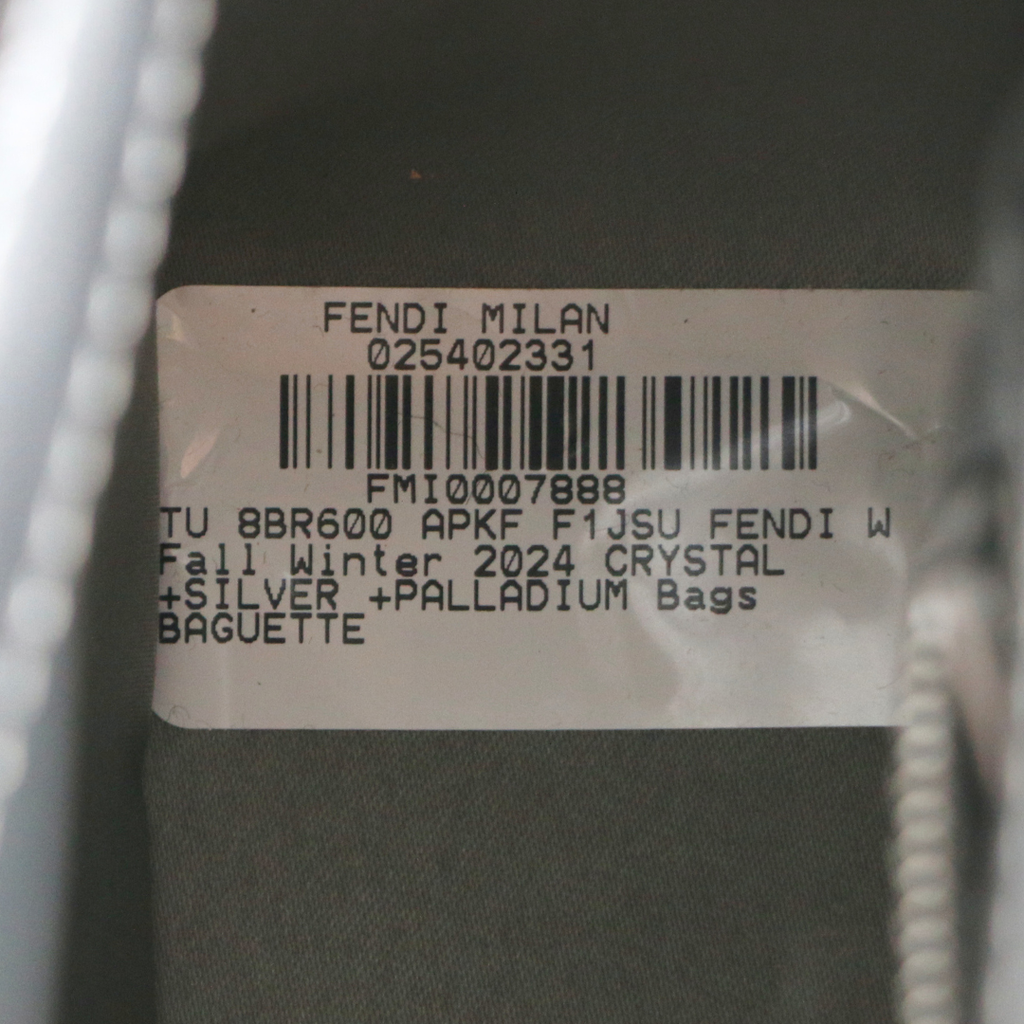 FENDI MILAN
025402331
FMI0007888
TU 8BR600 APKF F1JSU FENDI W
Fall Winter 2024 CRYSTAL
+SILVER +PALLADIUM Bags
BAGUETTE